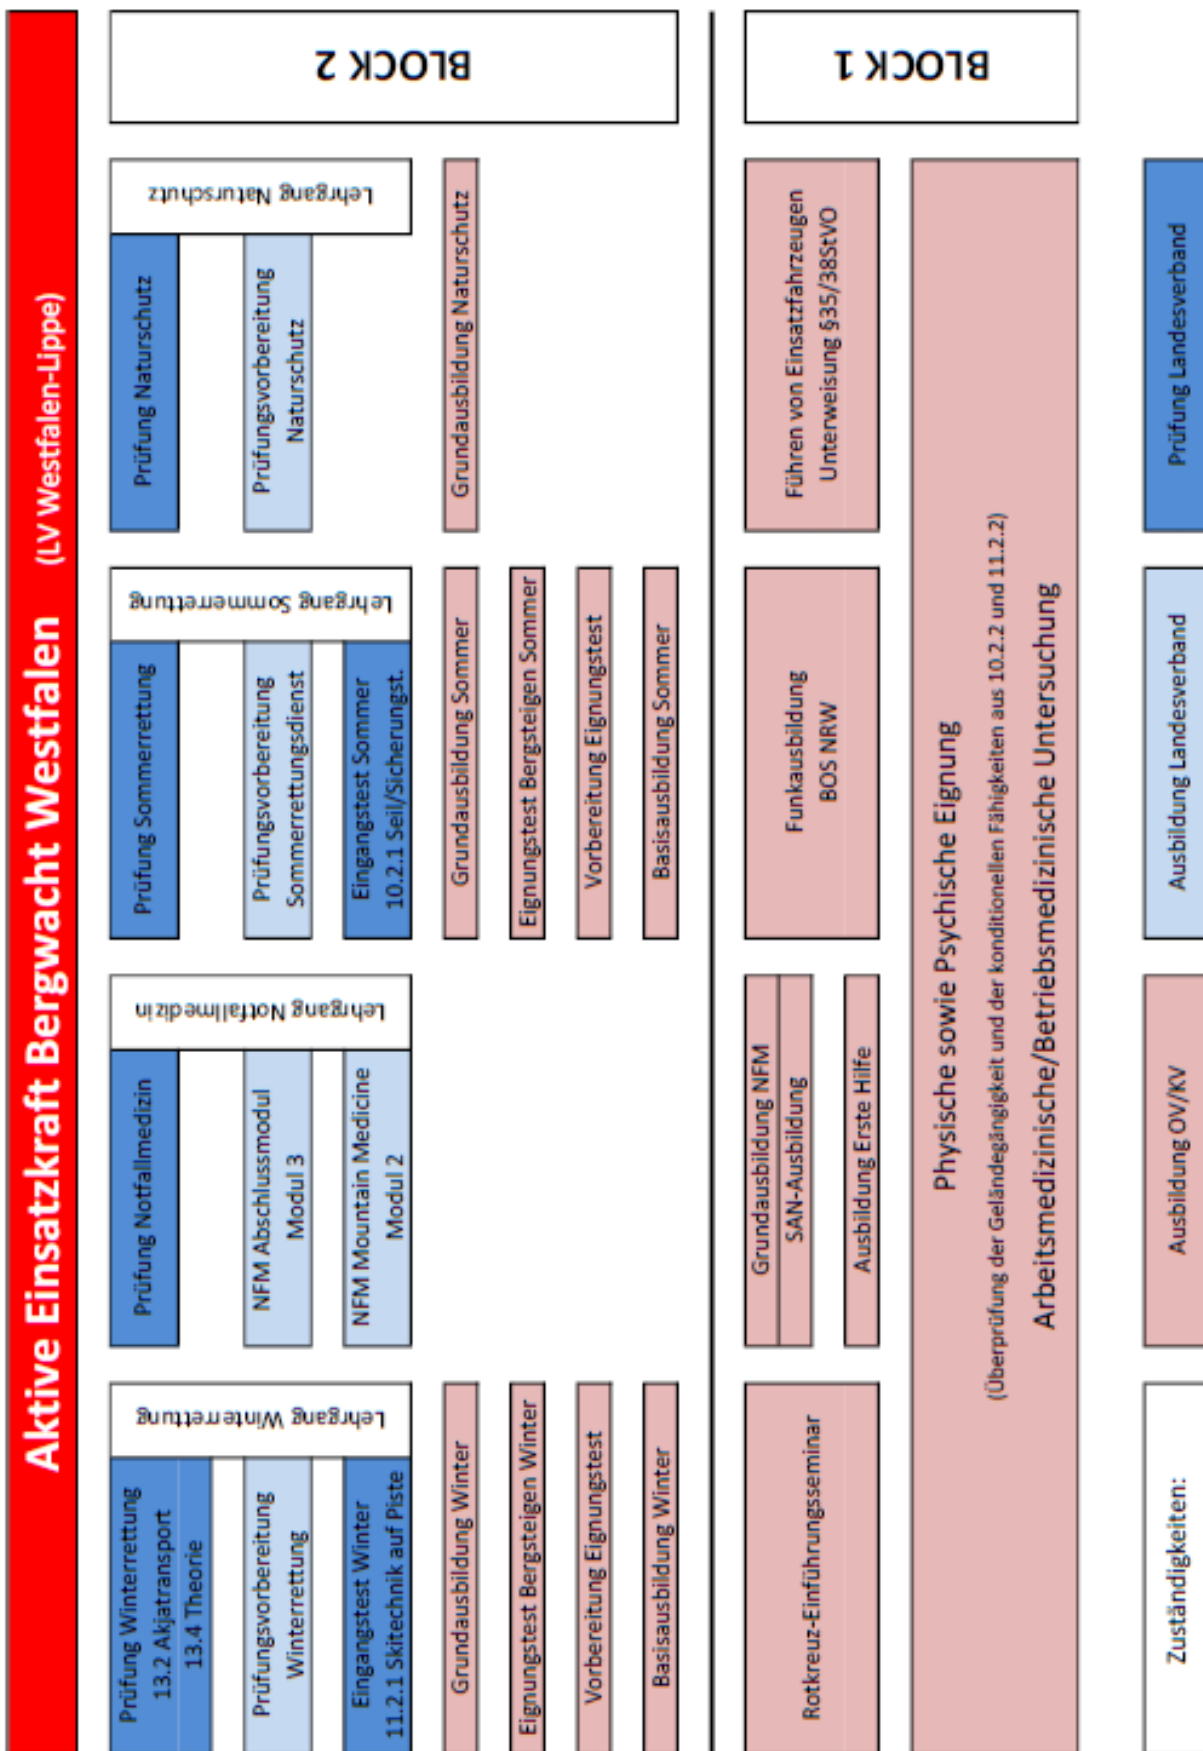 Aktive Einsatzkraft Bergwacht Westfalen (LV Westfalen-Lippe)
Prüfung Winterrettung
13.2 Akjatransport
13.4 Theorie
Prüfungsvorbereitung
Winterrettung
Eingangstest Winter
11.2.1 Skitechnik auf Piste
Lehrgang Winterrettung
Grundausbildung Winter
Eignungstest Bergsteigen Winter
Vorbereitung Eignungstest
Basisausbildung Winter
Prüfung Notfallmedizin
NFM Abschlussmodul
Modul 3
NFM Mountain Medicine
Modul 2
Lehrgang Notfallmedizin
Prüfung Sommerrettung
Prüfungsvorbereitung
Sommerrettungsdienst
Eingangstest Sommer
10.2.1 Seil/Sicherungst.
Lehrgang Sommerrettung
Grundausbildung Sommer
Eignungstest Bergsteigen Sommer
Vorbereitung Eignungstest
Basisausbildung Sommer
Prüfung Naturschutz
Prüfungsvorbereitung
Naturschutz
Lehrgang Naturschutz
Grundausbildung Naturschutz
BLOCK 2
Rotkreuz-Einführungsseminar
Grundausbildung NFM
SAN-Ausbildung
Ausbildung Erste Hilfe
Funkausbildung
BOS NRW
Führen von Einsatzfahrzeugen
Unterweisung §35/38StVO
BLOCK 1
Physische sowie Psychische Eignung
(Überprüfung der Geländegängigkeit und der konditionellen Fähigkeiten aus 10.2.2 und 11.2.2)
Arbeitsmedizinische/Betriebsmedizinische Untersuchung
Zuständigkeiten:
Ausbildung OV/KV
Ausbildung Landesverband
Prüfung Landesverband